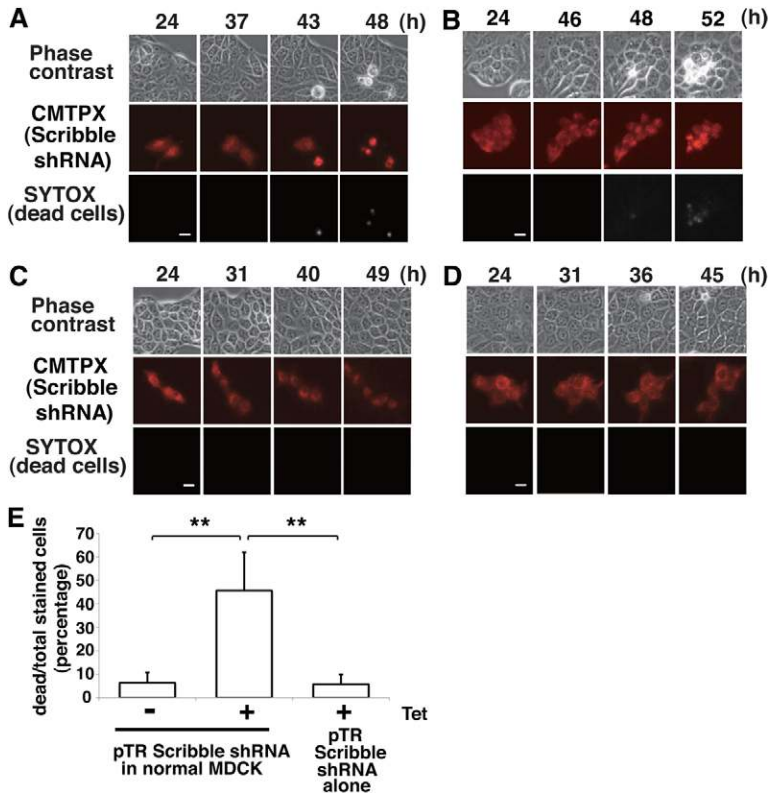 A 24 37 43 48 (h)
Phase
contrast
CMTPX
(Scribble
shRNA)
SYTOX
(dead cells)
B 24 46 48 52 (h)
C 24 31 40 49 (h)
Phase
contrast
CMTPX
(Scribble
shRNA)
SYTOX
(dead cells)
D 24 31 36 45 (h)
E
dead/total stained cells
(percentage)
70
60
50
40
30
20
10
0
** **
- + + Tet
pTR Scribble shRNA
in normal MDCK
pTR
Scribble
shRNA
alone